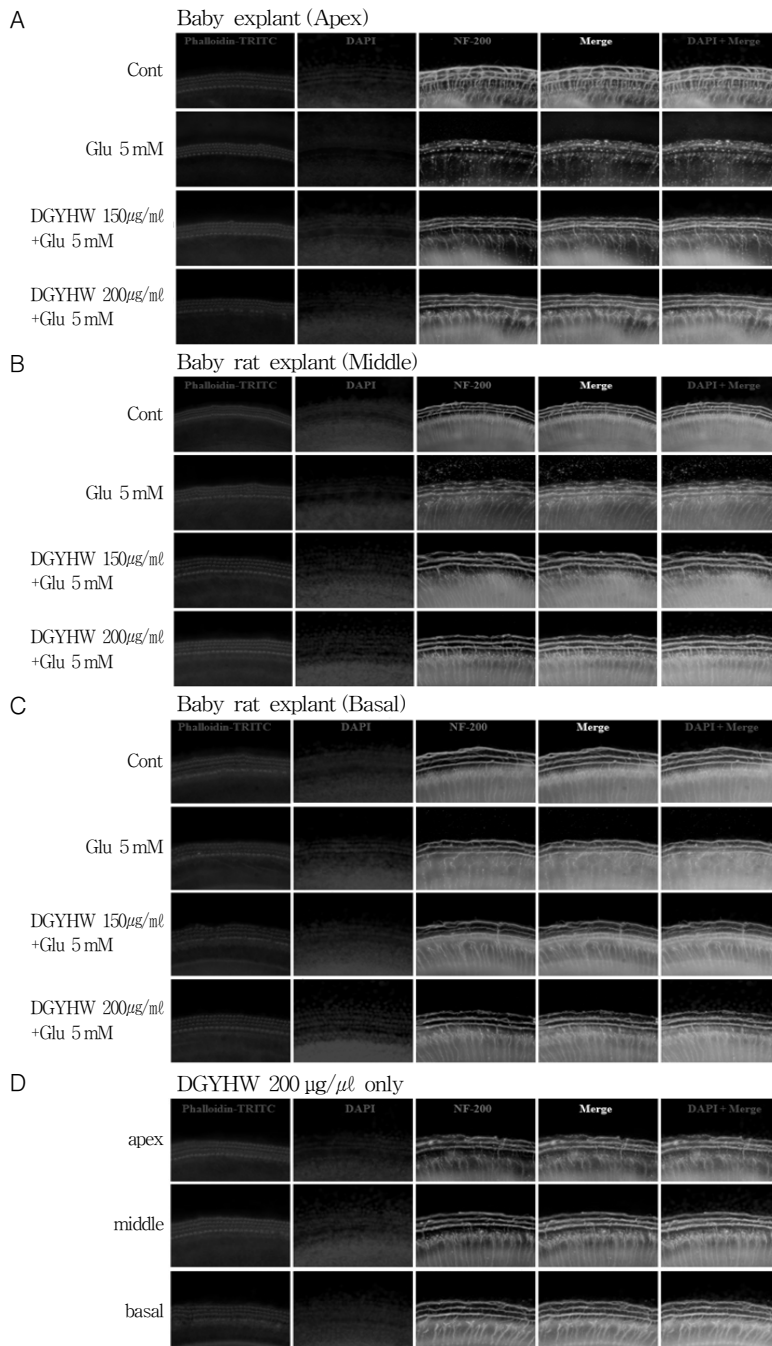 A
Baby explant (Apex)
Phalloidin-TRITC DAPI NF-200 Merge DAPI+Merge
Cont
Glu 5 mM
DGYHW 150㎍/㎖
+Glu 5 mM
DGYHW 200㎍/㎖
+Glu 5 mM
B
Baby rat explant (Middle)
Phalloidin-TRITC DAPI NF-200 Merge DAPI+Merge
Cont
Glu 5 mM
DGYHW 150㎍/㎖
+Glu 5 mM
DGYHW 200㎍/㎖
+Glu 5 mM
C
Baby rat explant (Basal)
Phalloidin-TRITC DAPI NF-200 Merge DAPI+Merge
Cont
Glu 5 mM
DGYHW 150㎍/㎖
+Glu 5 mM
DGYHW 200㎍/㎖
+Glu 5 mM
D
DGYHW 200 µg/㎕ only
Phalloidin-TRITC DAPI NF-200 Merge DAPI+Merge
apex
middle
basal